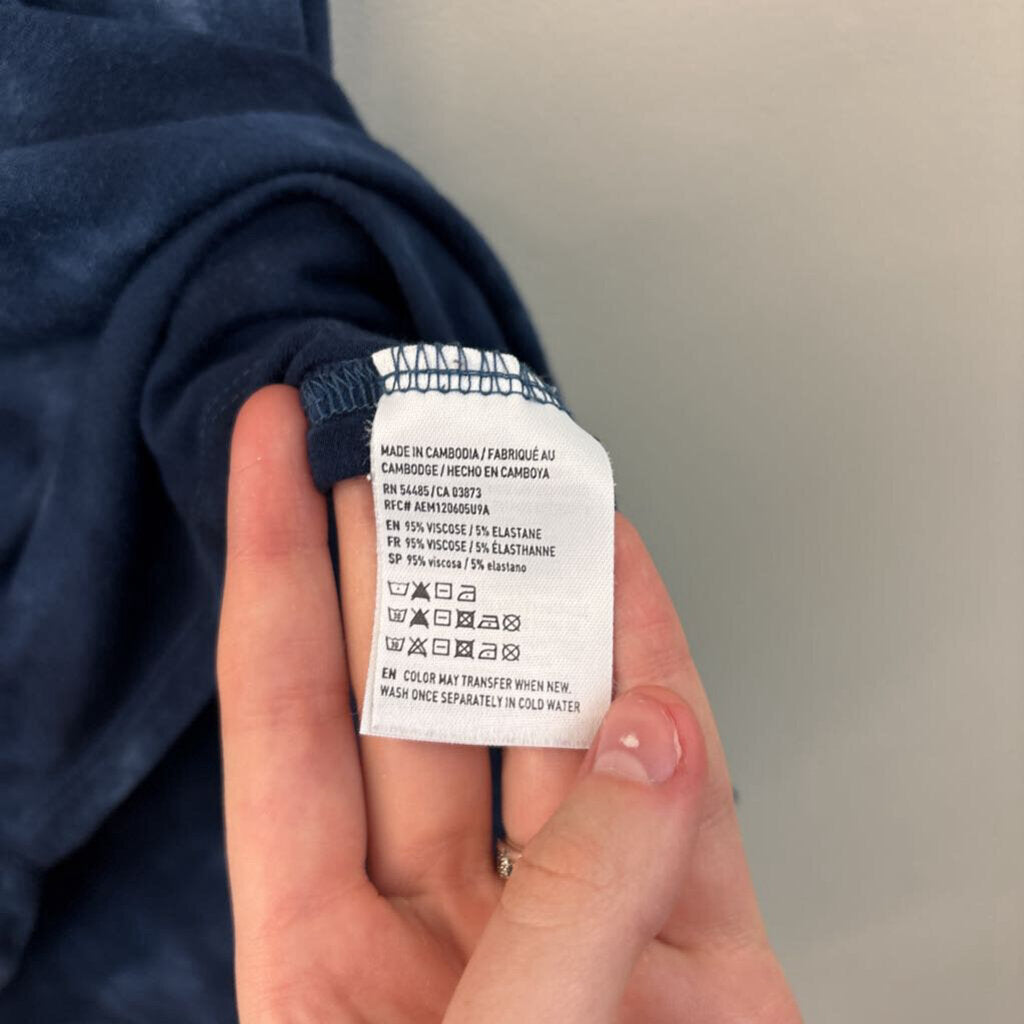 MADE IN CAMBODIA / FABRIQUÉ AU
CAMBODGE / HECHO EN CAMBOYA
RN 54485 / CA 03873
RFC# AEM120605U9A
EN 95% VISCOSE / 5% ELASTANE
FR 95% VISCOSE / 5% ÉLASTHANNE
SP 95% viscosa / 5% elastano
EN COLOR MAY TRANSFER WHEN NEW.
WASH ONCE SEPARATELY IN COLD WATER